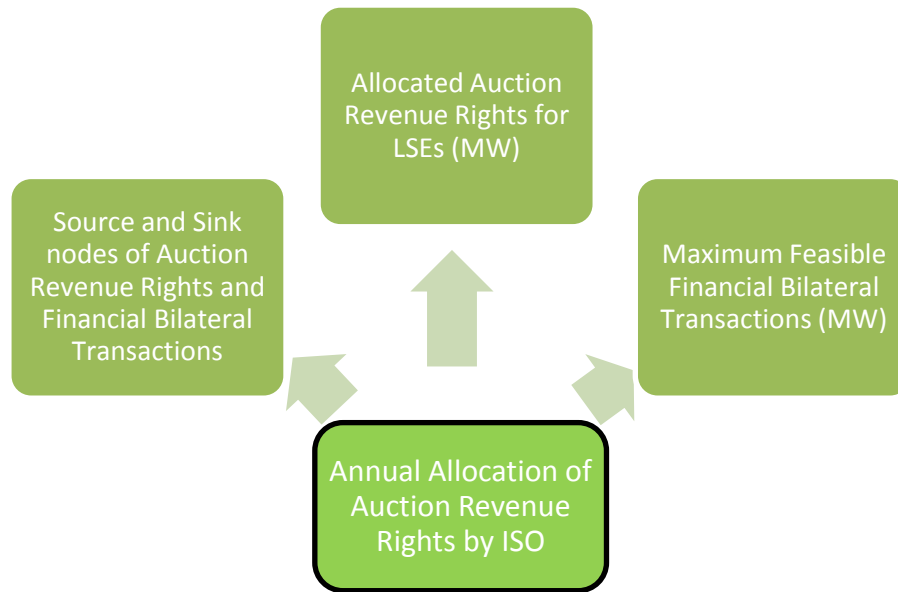 Allocated Auction
Revenue Rights for
LSEs (MW)
Source and Sink
nodes of Auction
Revenue Rights and
Financial Bilateral
Transactions
Maximum Feasible
Financial Bilateral
Transactions (MW)
Annual Allocation of
Auction Revenue
Rights by ISO